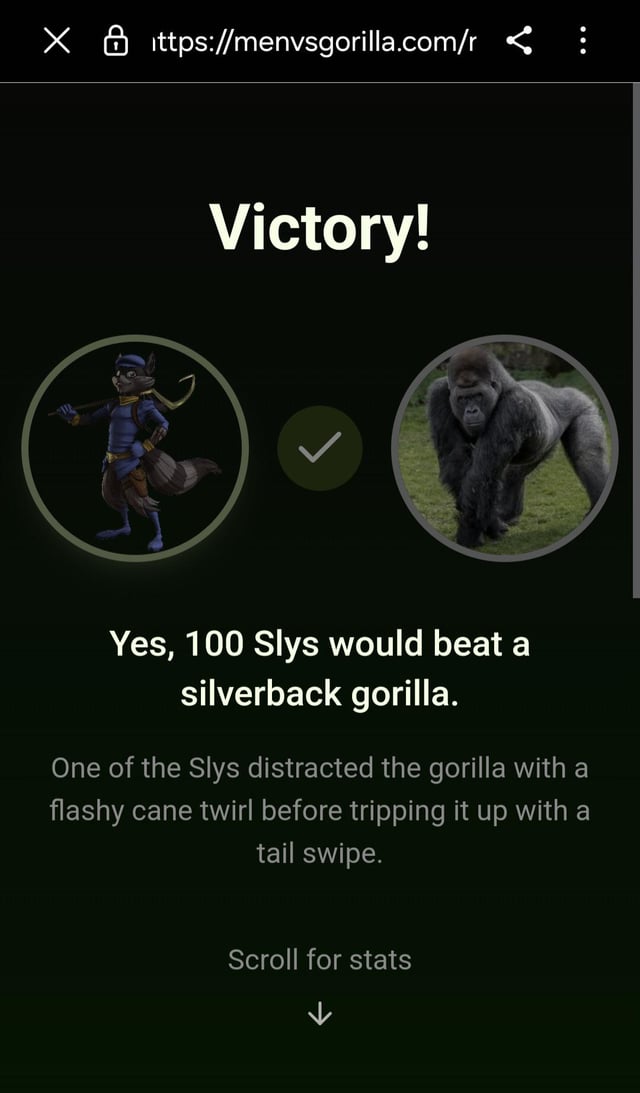 ittps://menvsgorilla.com/r
Victory!
Yes, 100 Slys would beat a
silverback gorilla.
One of the Slys distracted the gorilla with a
flashy cane twirl before tripping it up with a
tail swipe.
Scroll for stats